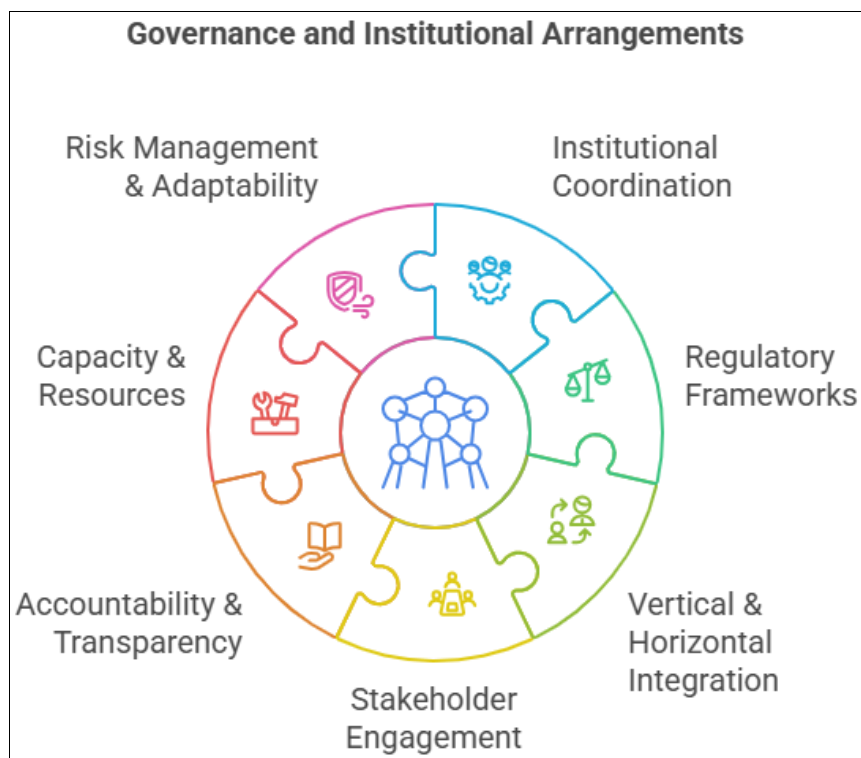 Governance and Institutional Arrangements
Risk Management
& Adaptability
Institutional
Coordination
Capacity &
Resources
Regulatory
Frameworks
Accountability &
Transparency
Vertical &
Horizontal
Integration
Stakeholder
Engagement